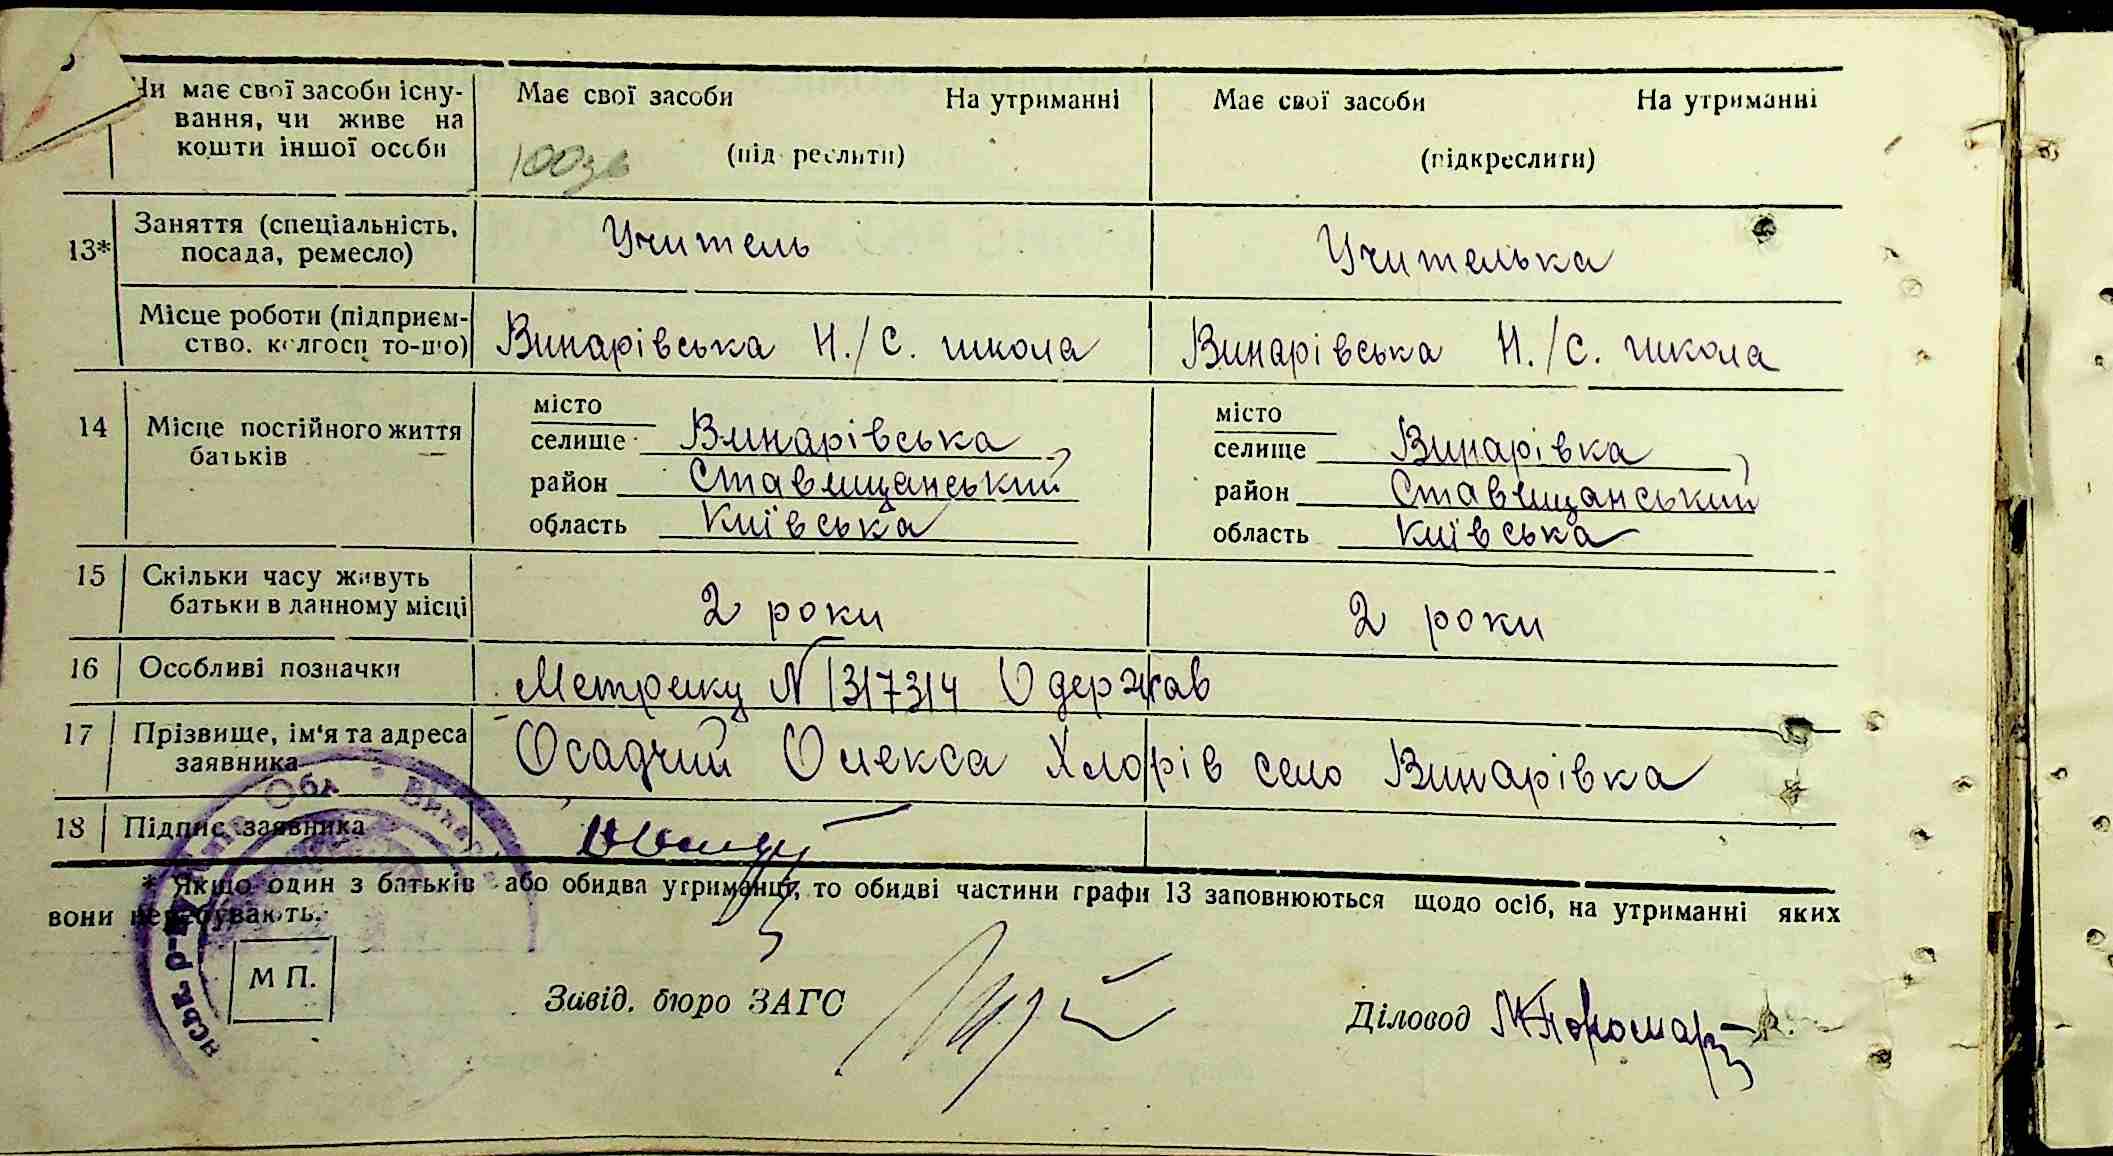 Чи має свої засоби існу-
вання, чи живе на
кошти іншої особи
Має свої засоби На утриманні
(підкреслити)
100
Має свої засоби На утриманні
(підкреслити)
13*
Заняття (спеціальність,
посада, ремесло)
Учитель
Учителька
Місце роботи (підприєм-
ство, колгосп то-що)
Винарівська Н./С. школа
Винарівська Н./С. школа
14
Місце постійного життя
батьків
місто
селище Винарівська
район Ставищанський
область Київська
місто
селище Винарівка
район Ставищанський
область Київська
15
Скільки часу живуть
батьки в данному місці
2 роки
2 роки
16
Особливі позначки
Метрику N 317314 Одержав
17
Прізвище, ім'я та адреса
заявника
Осадчий Олекса Хлорів село Винарівка
18
Підпис заявника
* Якщо один з батьків або обидва утриманці, то обидві частини графи 13 заповнюються щодо осіб, на утриманні яких
вони перебувають.
М П.
Завід. бюро ЗАГС
Діловод